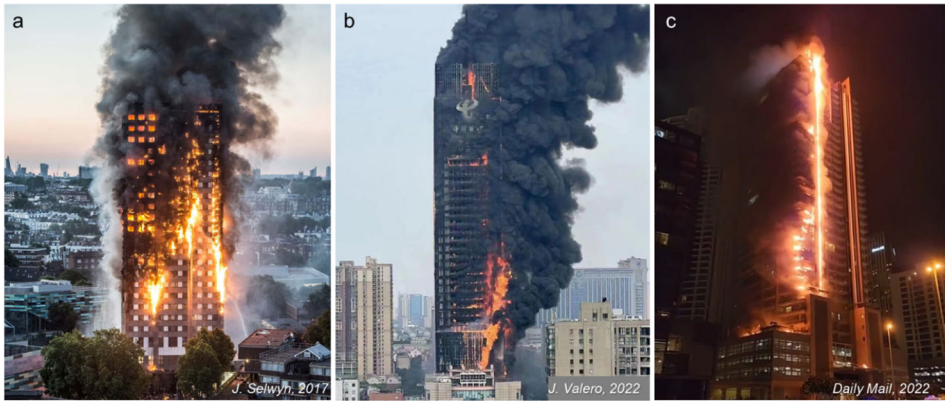 a
b
c
J. Selwyn, 2017
J. Valero, 2022
Daily Mail, 2022